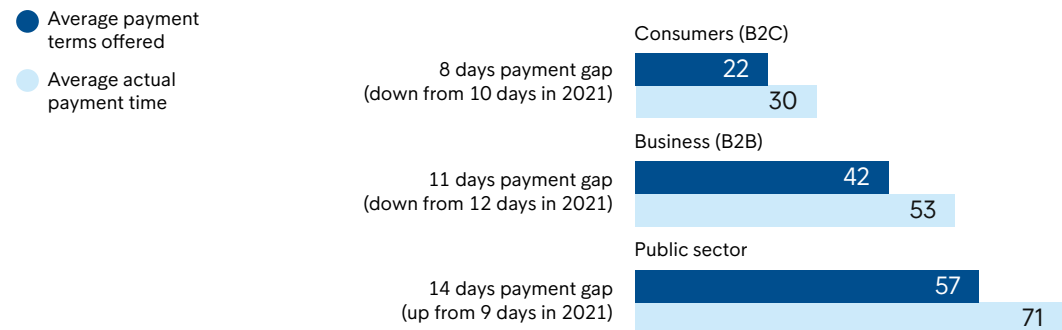 Average payment
terms offered
Average actual
payment time
Consumers (B2C)
8 days payment gap
(down from 10 days in 2021)
22
30
Business (B2B)
11 days payment gap
(down from 12 days in 2021)
42
53
Public sector
14 days payment gap
(up from 9 days in 2021)
57
71